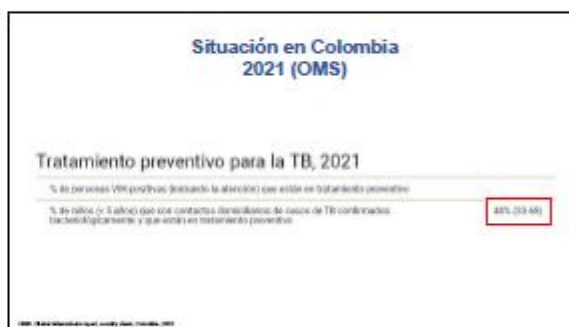 Situación en Colombia
2021 (OMS)
Tratamiento preventivo para la TB, 2021
% de personas VIH-positivas (iniciando la atención) que están en tratamiento preventivo
% de niños (< 5 años) que son contactos domiciliarios de casos de TB confirmados
bacteriológicamente y que están en tratamiento preventivo